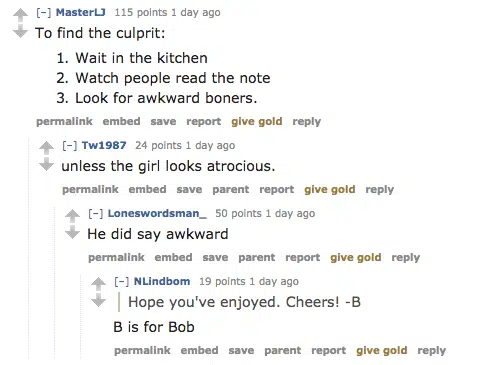 [-] MasterLJ 115 points 1 day ago
To find the culprit:
1. Wait in the kitchen
2. Watch people read the note
3. Look for awkward boners.
permalink embed save report give gold reply
[-] Tw1987 24 points 1 day ago
unless the girl looks atrocious.
permalink embed save parent report give gold reply
[-] Loneswordsman_ 50 points 1 day ago
He did say awkward
permalink embed save parent report give gold reply
[-] NLindbom 19 points 1 day ago
Hope you've enjoyed. Cheers! -B
B is for Bob
permalink embed save parent report give gold reply